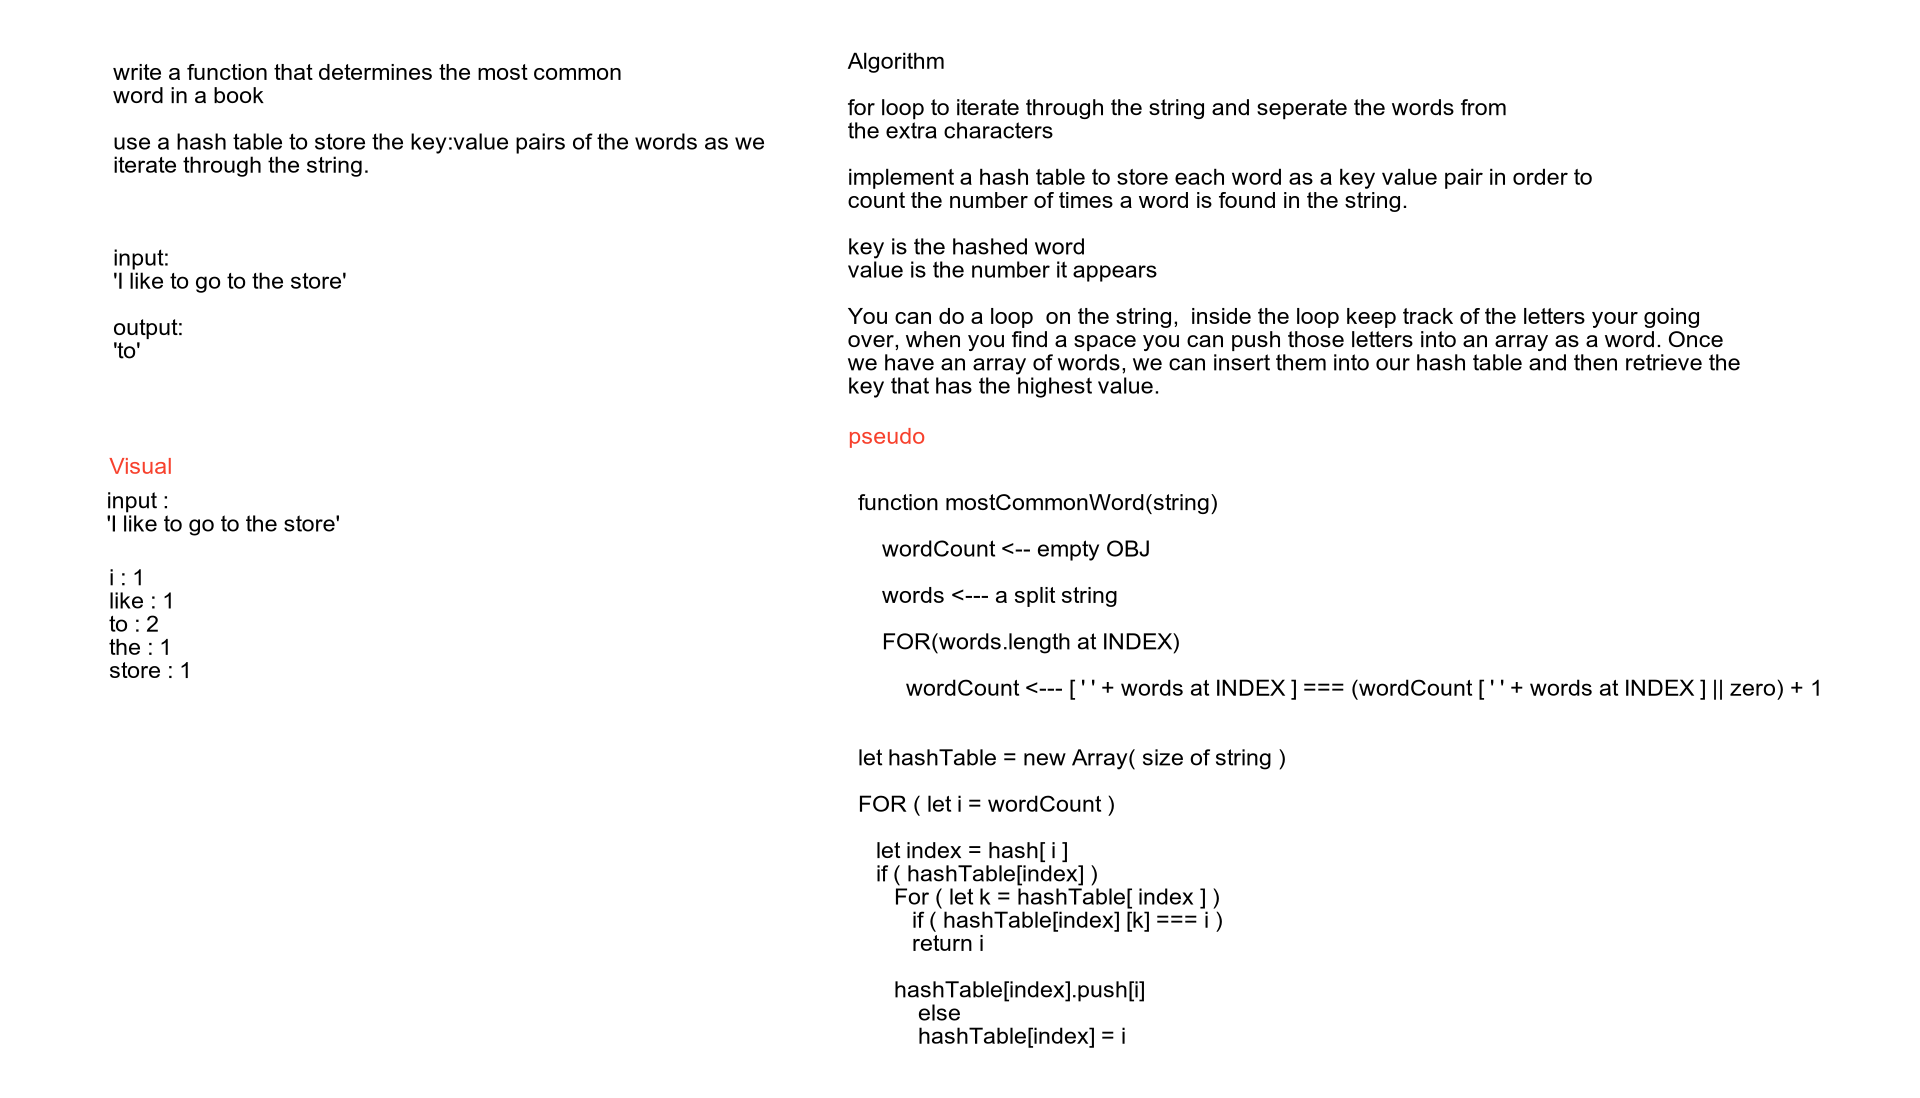 write a function that determines the most common
word in a book
use a hash table to store the key:value pairs of the words as we
iterate through the string.
input:
'I like to go to the store'
output:
'to'
Visual
input :
'I like to go to the store'
i : 1
like : 1
to : 2
the : 1
store : 1
Algorithm
for loop to iterate through the string and seperate the words from
the extra characters
implement a hash table to store each word as a key value pair in order to
count the number of times a word is found in the string.
key is the hashed word
value is the number it appears
You can do a loop  on the string,  inside the loop keep track of the letters your going
over, when you find a space you can push those letters into an array as a word. Once
we have an array of words, we can insert them into our hash table and then retrieve the
key that has the highest value.
pseudo
function mostCommonWord(string)
wordCount <-- empty OBJ
words <--- a split string
FOR(words.length at INDEX)
wordCount <--- [ ' ' + words at INDEX ] === (wordCount [ ' ' + words at INDEX ] || zero) + 1
let hashTable = new Array( size of string )
FOR ( let i = wordCount )
let index = hash[ i ]
if ( hashTable[index] )
For ( let k = hashTable[ index ] )
if ( hashTable[index] [k] === i )
return i
hashTable[index].push[i]
else
hashTable[index] = i